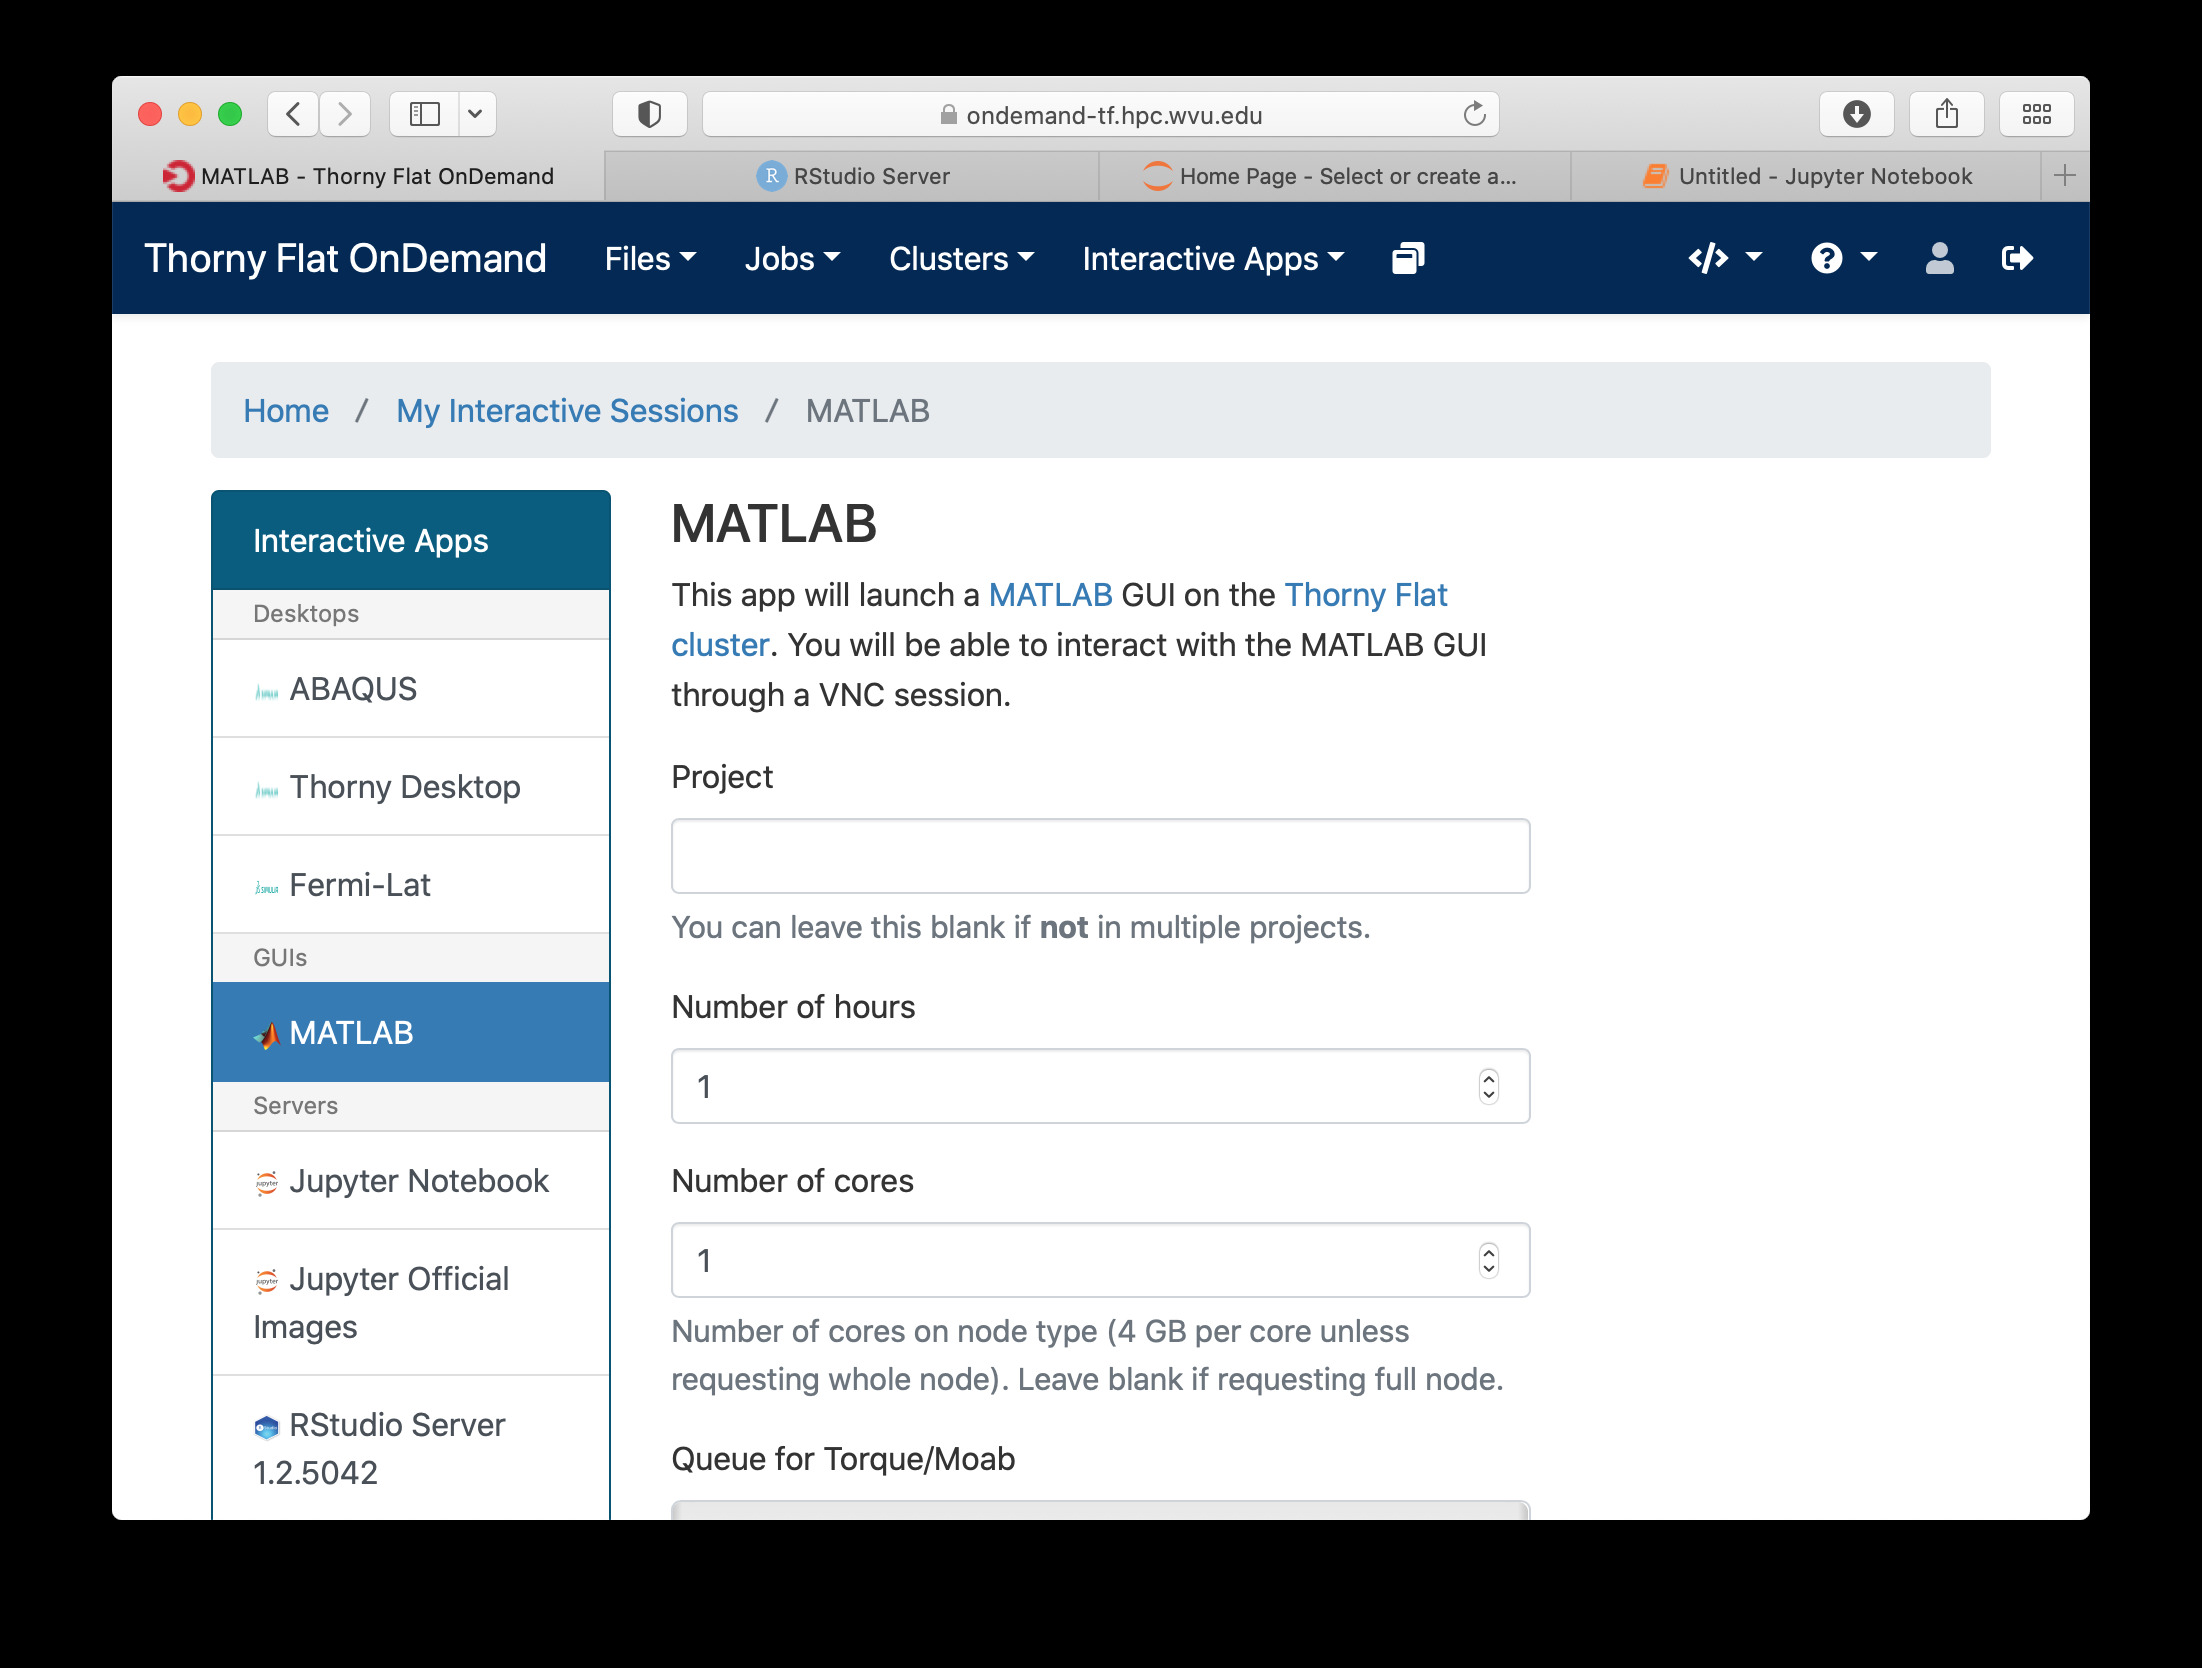 ondemand-tf.hpc.wvu.edu
MATLAB - Thorny Flat OnDemand
R RStudio Server
Home Page - Select or create a...
Untitled - Jupyter Notebook
Thorny Flat OnDemand Files Jobs Clusters Interactive Apps
Home / My Interactive Sessions / MATLAB
Interactive Apps
Desktops
ABAQUS
Thorny Desktop
Fermi-Lat
GUIs
MATLAB
Servers
Jupyter Notebook
Jupyter Official
Images
RStudio Server
1.2.5042
MATLAB
This app will launch a MATLAB GUI on the Thorny Flat
cluster. You will be able to interact with the MATLAB GUI
through a VNC session.
Project
You can leave this blank if not in multiple projects.
Number of hours
1
Number of cores
1
Number of cores on node type (4 GB per core unless
requesting whole node). Leave blank if requesting full node.
Queue for Torque/Moab